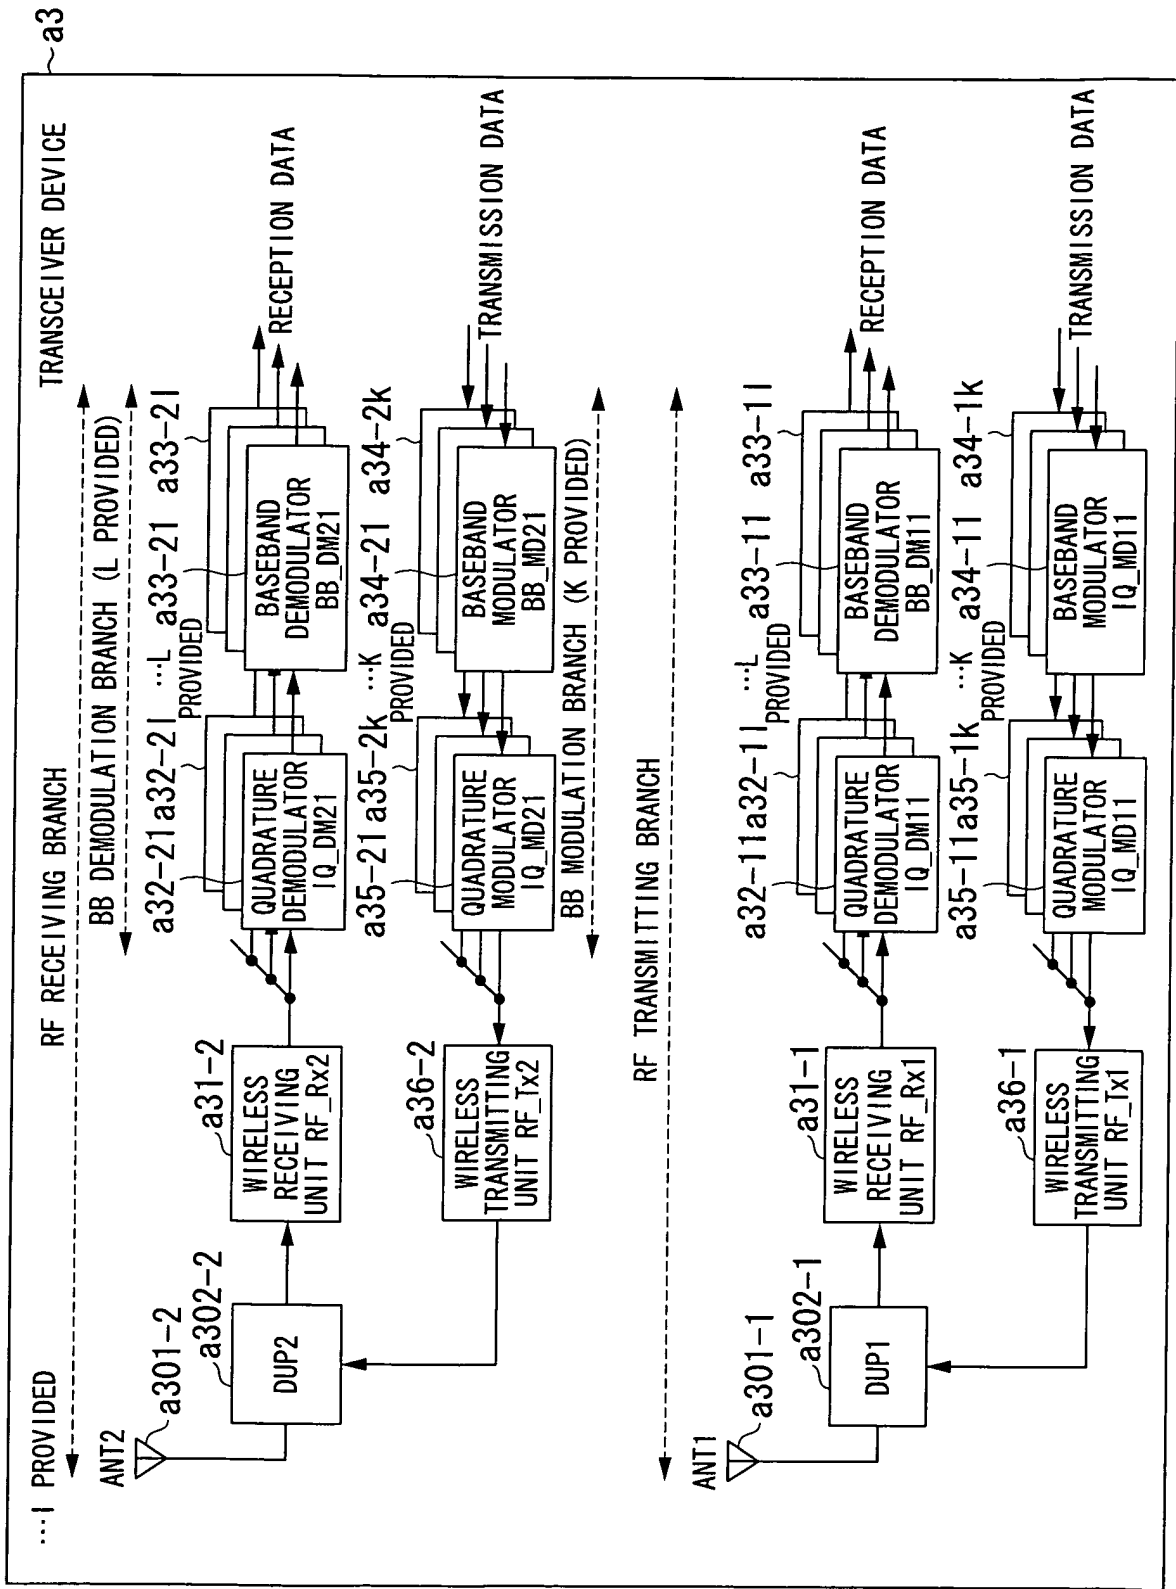 a3
TRANSCEIVER DEVICE
···I PROVIDED
RF RECEIVING BRANCH
BB DEMODULATION BRANCH (L PROVIDED)
ANT2
a301-2
a302-2
DUP2
a31-2
WIRELESS
RECEIVING
UNIT RF_Rx2
a32-21
a32-2l
QUADRATURE
DEMODULATOR
IQ_DM21
···L
PROVIDED
a33-21
a33-2l
BASEBAND
DEMODULATOR
BB_DM21
RECEPTION DATA
a36-2
WIRELESS
TRANSMITTING
UNIT RF_Tx2
a35-21
a35-2k
QUADRATURE
MODULATOR
IQ_MD21
···K
PROVIDED
a34-21
a34-2k
BASEBAND
MODULATOR
BB_MD21
TRANSMISSION DATA
BB MODULATION BRANCH (K PROVIDED)
RF TRANSMITTING BRANCH
ANT1
a301-1
a302-1
DUP1
a31-1
WIRELESS
RECEIVING
UNIT RF_Rx1
a32-11
a32-1l
QUADRATURE
DEMODULATOR
IQ_DM11
···L
PROVIDED
a33-11
a33-1l
BASEBAND
DEMODULATOR
BB_DM11
RECEPTION DATA
a36-1
WIRELESS
TRANSMITTING
UNIT RF_Tx1
a35-11
a35-1k
QUADRATURE
MODULATOR
IQ_MD11
···K
PROVIDED
a34-11
a34-1k
BASEBAND
MODULATOR
IQ_MD11
TRANSMISSION DATA